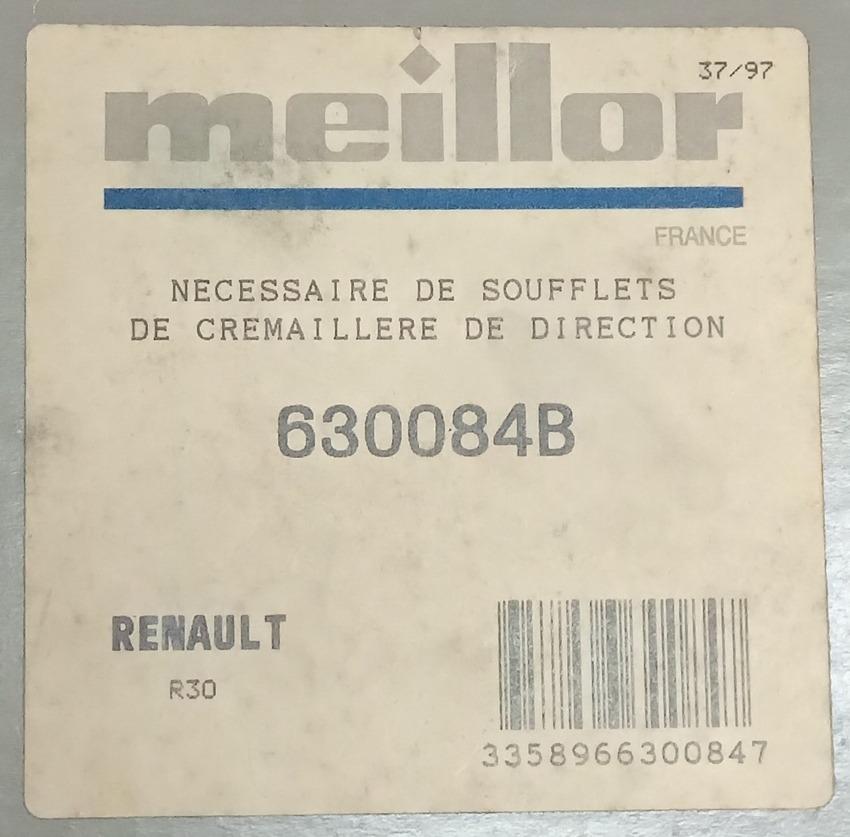 37/97
meillor
FRANCE
NECESSAIRE DE SOUFFLETS
DE CREMAILLERE DE DIRECTION
630084B
RENAULT
R30
3358966300847